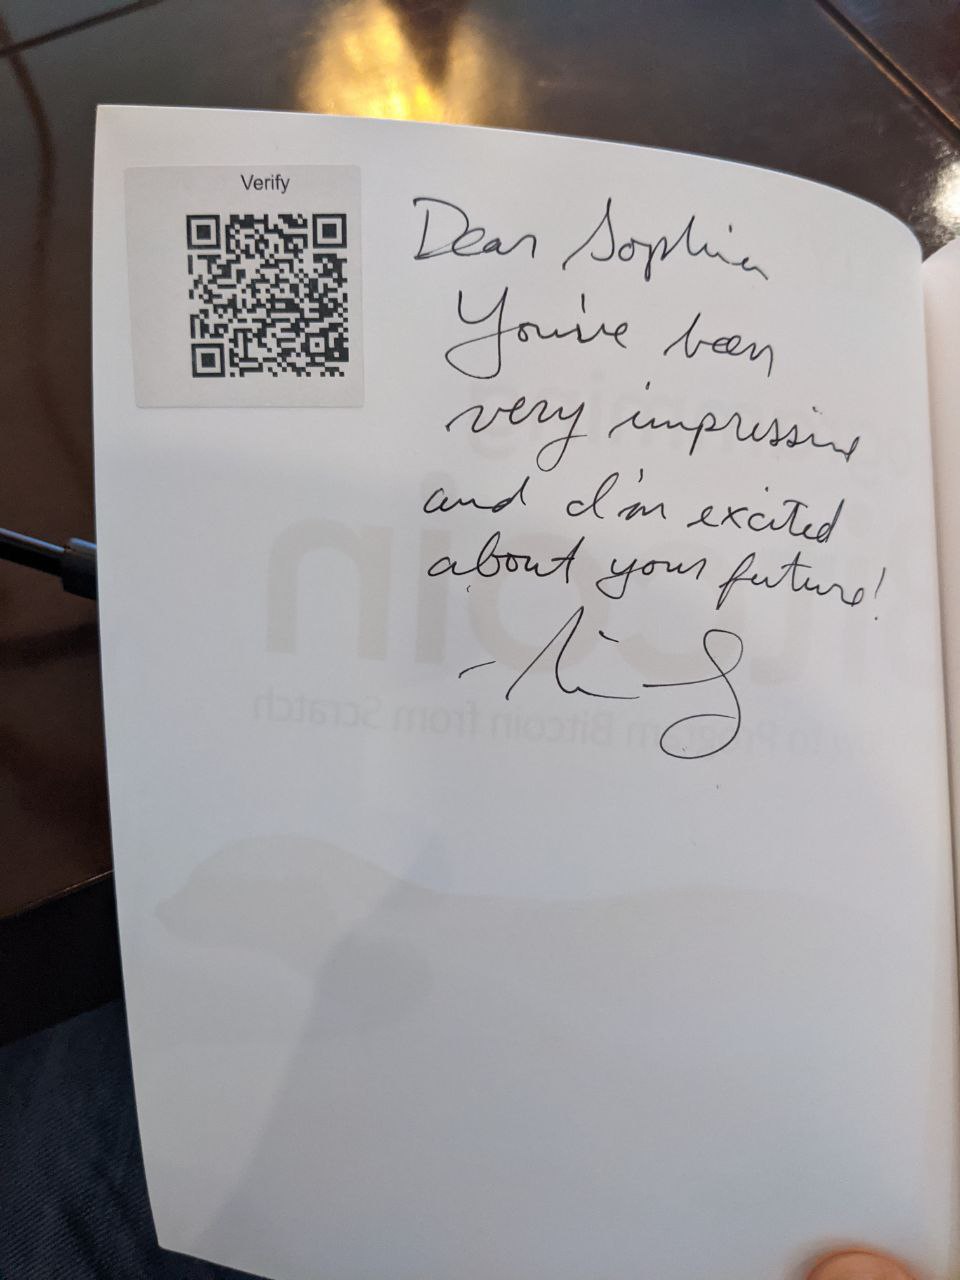 Verify
Dear Sophia
You've been
very impressive
and I'm excited
about your future!